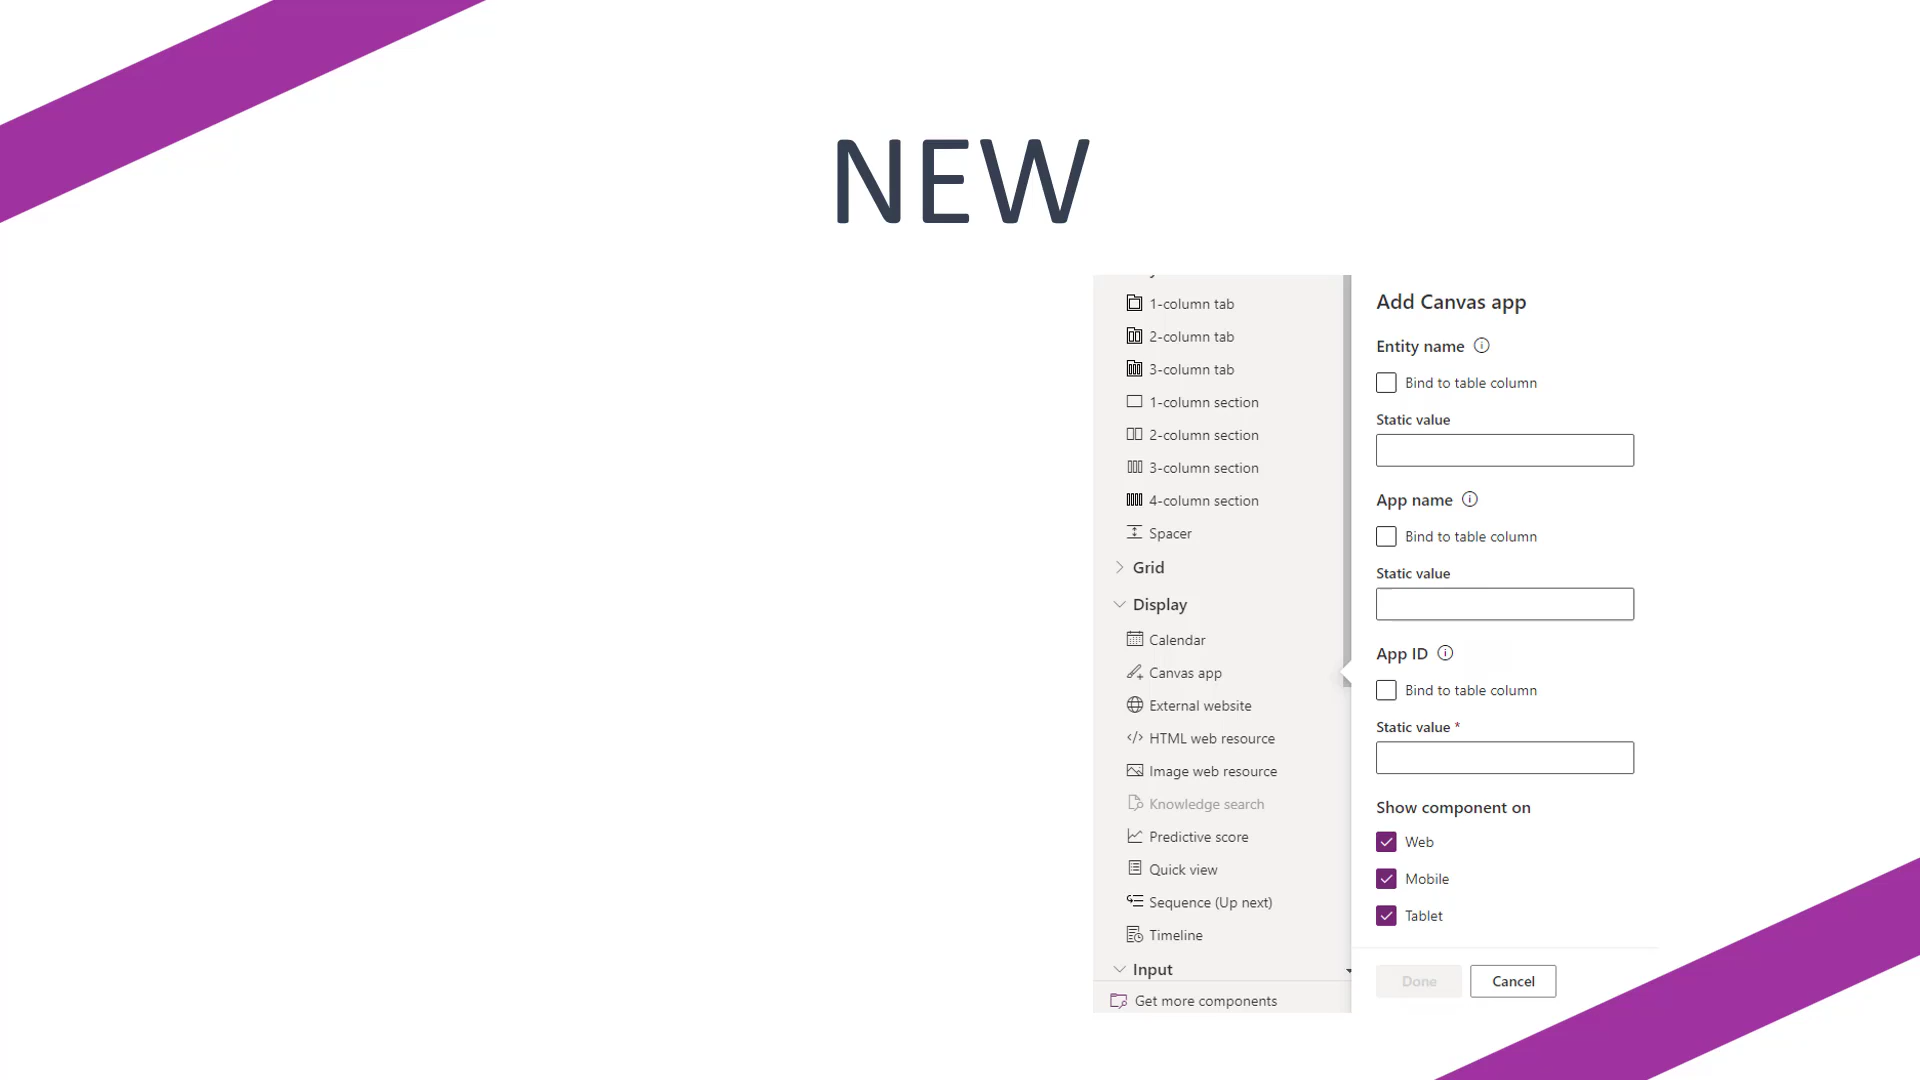 NEW
1-column tab
2-column tab
3-column tab
1-column section
2-column section
3-column section
4-column section
Spacer
Grid
Display
Calendar
Canvas app
External website
HTML web resource
Image web resource
Knowledge search
Predictive score
Quick view
Sequence (Up next)
Timeline
Input
Get more components
Add Canvas app
Entity name
Bind to table column
Static value
App name
Bind to table column
Static value
App ID
Bind to table column
Static value *
Show component on
Web
Mobile
Tablet
Done
Cancel